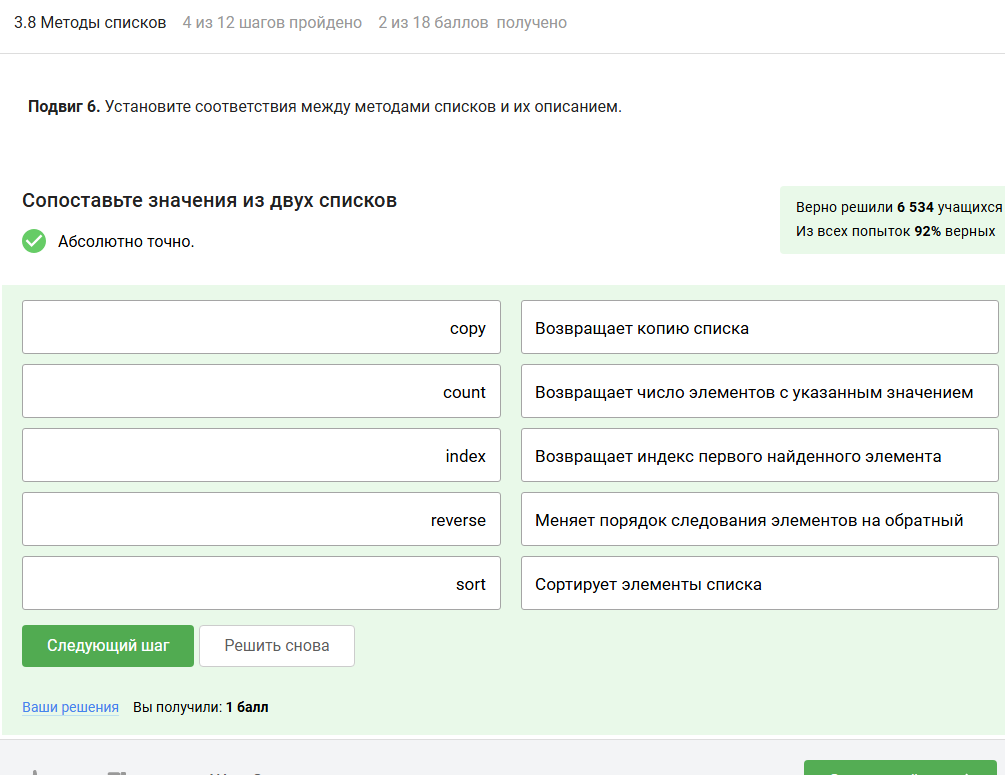 3.8 Методы списков 4 из 12 шагов пройдено 2 из 18 баллов получено
Подвиг 6. Установите соответствия между методами списков и их описанием.
Сопоставьте значения из двух списков
Верно решили 6 534 учащихся
Из всех попыток 92% верных
Абсолютно точно.
copy Возвращает копию списка
count Возвращает число элементов с указанным значением
index Возвращает индекс первого найденного элемента
reverse Меняет порядок следования элементов на обратный
sort Сортирует элементы списка
Следующий шаг Решить снова
Ваши решения Вы получили: 1 балл